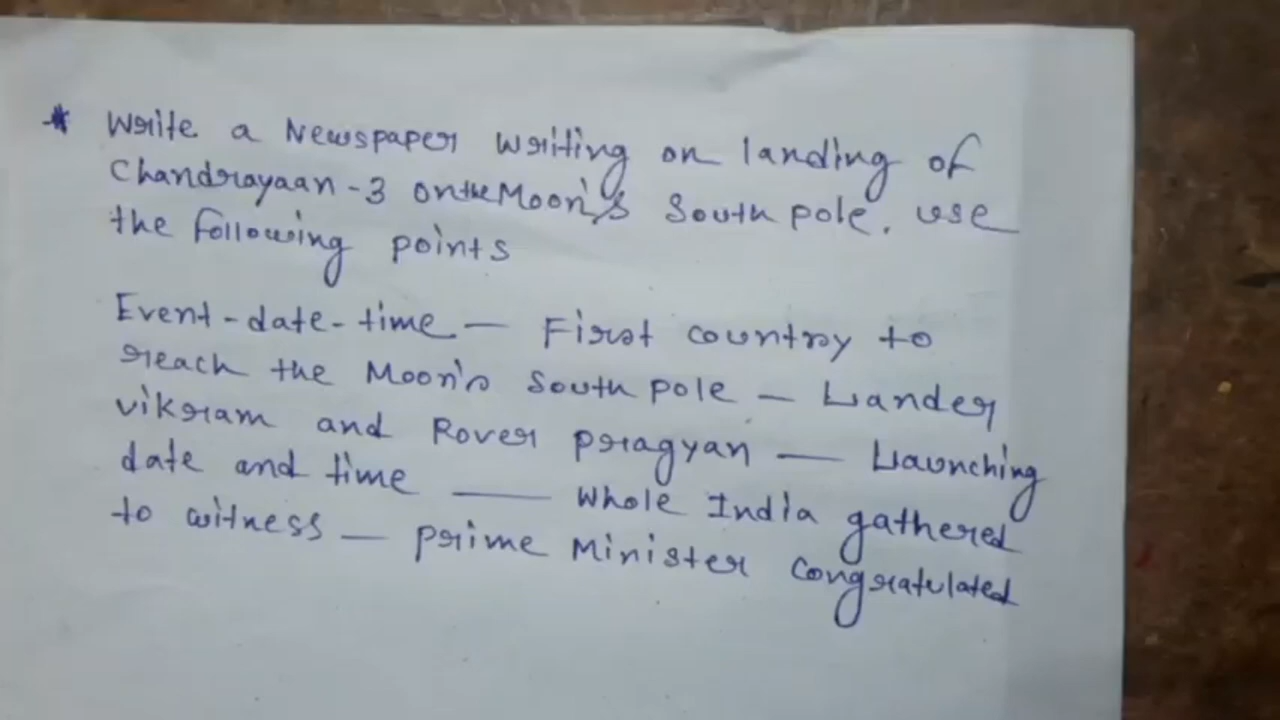 * Write a Newspaper writing on landing of
Chandrayaan-3 on the Moon's South pole. use
the following points
Event-date-time — First country to
reach the Moon's South pole — Lander
vikram and Rover pragyan — Launching
date and time — Whole India gathered
to witness — prime Minister congratulated